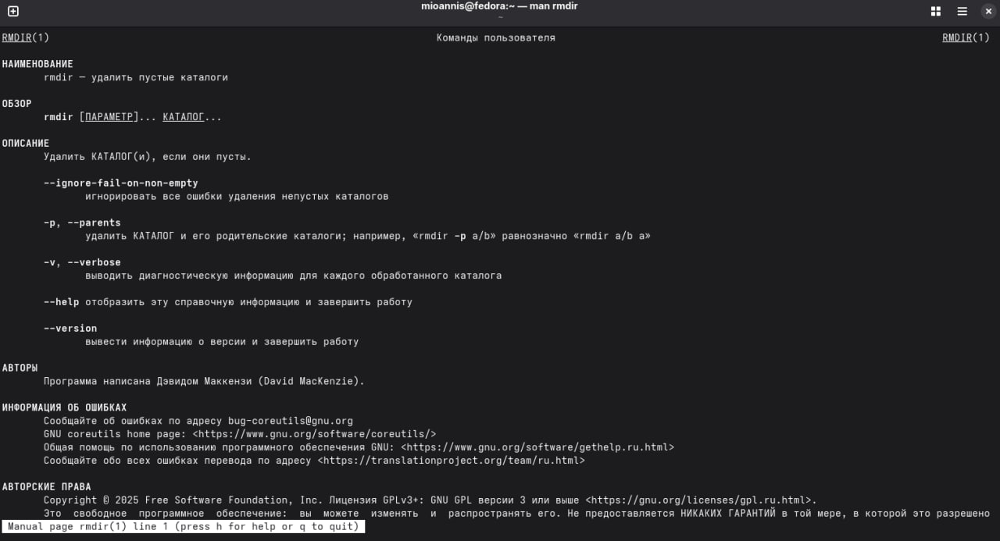 mioannis@fedora:~ — man rmdir
~
RMDIR(1) Команды пользователя RMDIR(1)
НАИМЕНОВАНИЕ
rmdir — удалить пустые каталоги
ОБЗОР
rmdir [ПАРАМЕТР]... КАТАЛОГ...
ОПИСАНИЕ
Удалить КАТАЛОГ(и), если они пусты.
--ignore-fail-on-non-empty
игнорировать все ошибки удаления непустых каталогов
-p, --parents
удалить КАТАЛОГ и его родительские каталоги; например, «rmdir -p a/b» равнозначно «rmdir a/b a»
-v, --verbose
выводить диагностическую информацию для каждого обработанного каталога
--help отобразить эту справочную информацию и завершить работу
--version
вывести информацию о версии и завершить работу
АВТОРЫ
Программа написана Дэвидом Маккензи (David MacKenzie).
ИНФОРМАЦИЯ ОБ ОШИБКАХ
Сообщайте об ошибках по адресу bug-coreutils@gnu.org
GNU coreutils home page: <https://www.gnu.org/software/coreutils/>
Общая помощь по использованию программного обеспечения GNU: <https://www.gnu.org/software/gethelp.ru.html>
Сообщайте обо всех ошибках перевода по адресу <https://translationproject.org/team/ru.html>
АВТОРСКИЕ ПРАВА
Copyright @ 2025 Free Software Foundation, Inc. Лицензия GPLv3+: GNU GPL версии 3 или выше <https://gnu.org/licenses/gpl.ru.html>.
Это свободное программное обеспечение: вы можете изменять и распространять его. Не предоставляется НИКАКИХ ГАРАНТИЙ в той мере, в которой это разрешено
Manual page rmdir(1) line 1 (press h for help or q to quit)